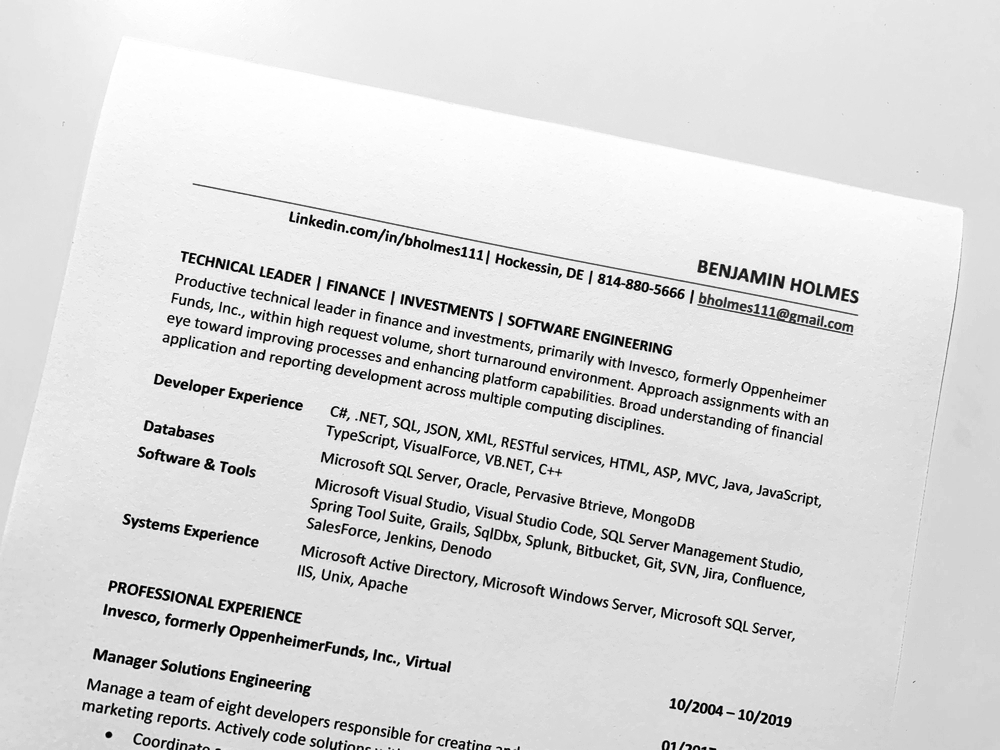 BENJAMIN HOLMES
Linkedin.com/in/bholmes111| Hockessin, DE | 814-880-5666 | bholmes111@gmail.com
TECHNICAL LEADER | FINANCE | INVESTMENTS | SOFTWARE ENGINEERING
Productive technical leader in finance and investments, primarily with Invesco, formerly Oppenheimer
Funds, Inc., within high request volume, short turnaround environment. Approach assignments with an
eye toward improving processes and enhancing platform capabilities. Broad understanding of financial
application and reporting development across multiple computing disciplines.
Developer Experience C#, .NET, SQL, JSON, XML, RESTful services, HTML, ASP, MVC, Java, JavaScript,
TypeScript, VisualForce, VB.NET, C++
Databases Microsoft SQL Server, Oracle, Pervasive Btrieve, MongoDB
Software & Tools Microsoft Visual Studio, Visual Studio Code, SQL Server Management Studio,
Spring Tool Suite, Grails, SqlDbx, Splunk, Bitbucket, Git, SVN, Jira, Confluence,
SalesForce, Jenkins, Denodo
Systems Experience Microsoft Active Directory, Microsoft Windows Server, Microsoft SQL Server,
IIS, Unix, Apache
PROFESSIONAL EXPERIENCE
Invesco, formerly OppenheimerFunds, Inc., Virtual 10/2004 – 10/2019
Manager Solutions Engineering
Manage a team of eight developers responsible for creating and
marketing reports. Actively code solutions
• Coordinate